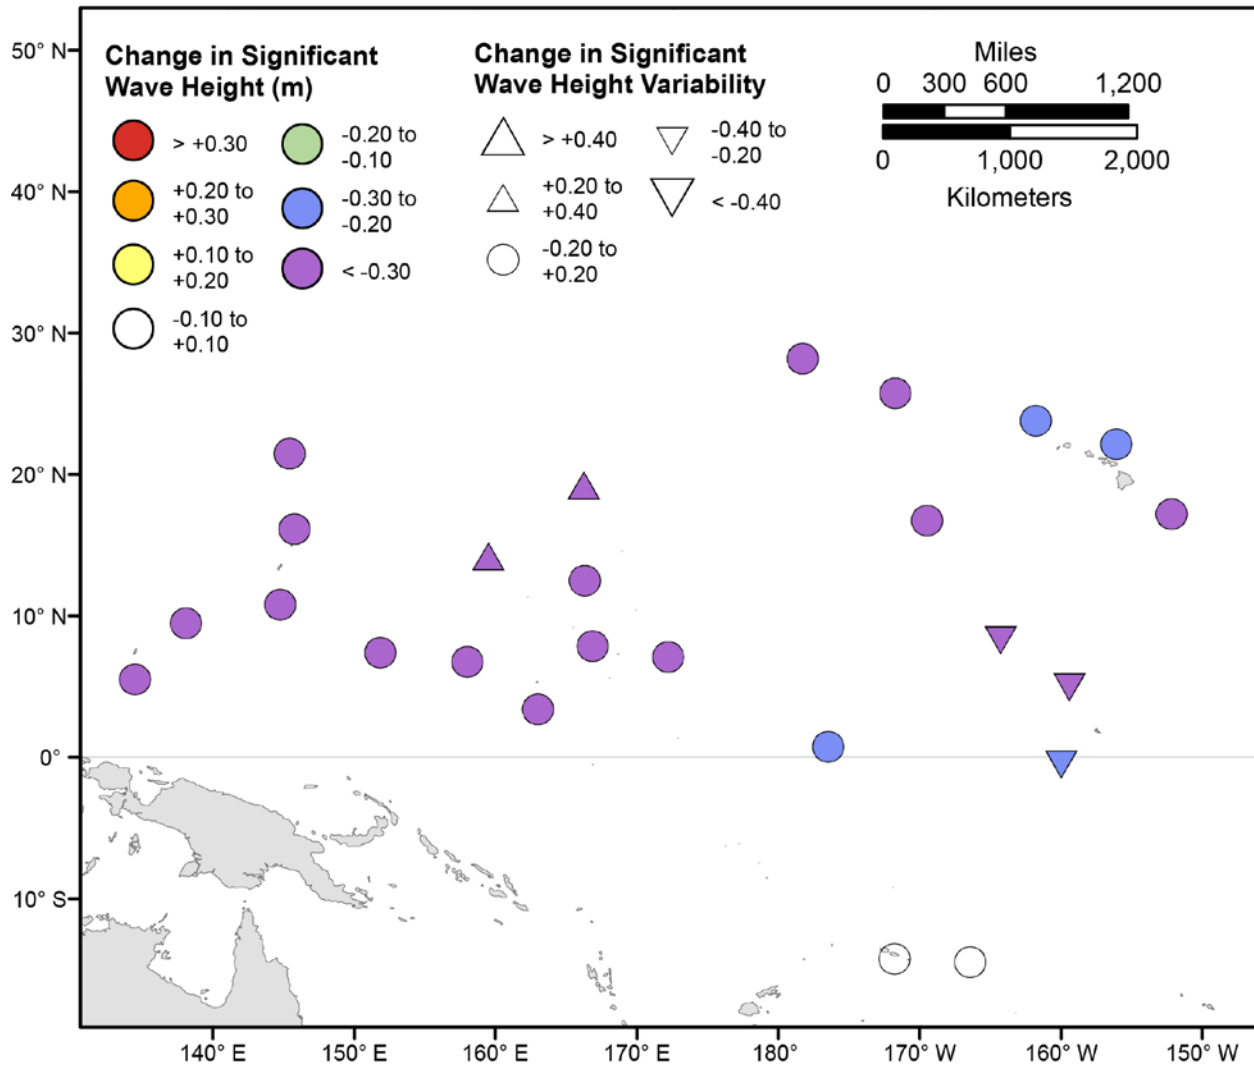 Change in Significant
Wave Height (m)
> +0.30
+0.20 to
+0.30
+0.10 to
+0.20
-0.10 to
+0.10
-0.20 to
-0.10
-0.30 to
-0.20
< -0.30
Change in Significant
Wave Height Variability
> +0.40
+0.20 to
+0.40
-0.20 to
+0.20
-0.40 to
-0.20
< -0.40
Miles
0 300 600 1,200
0 1,000 2,000
Kilometers
50° N
40° N
30° N
20° N
10° N
0°
10° S
140° E 150° E 160° E 170° E 180° 170° W 160° W 150° W